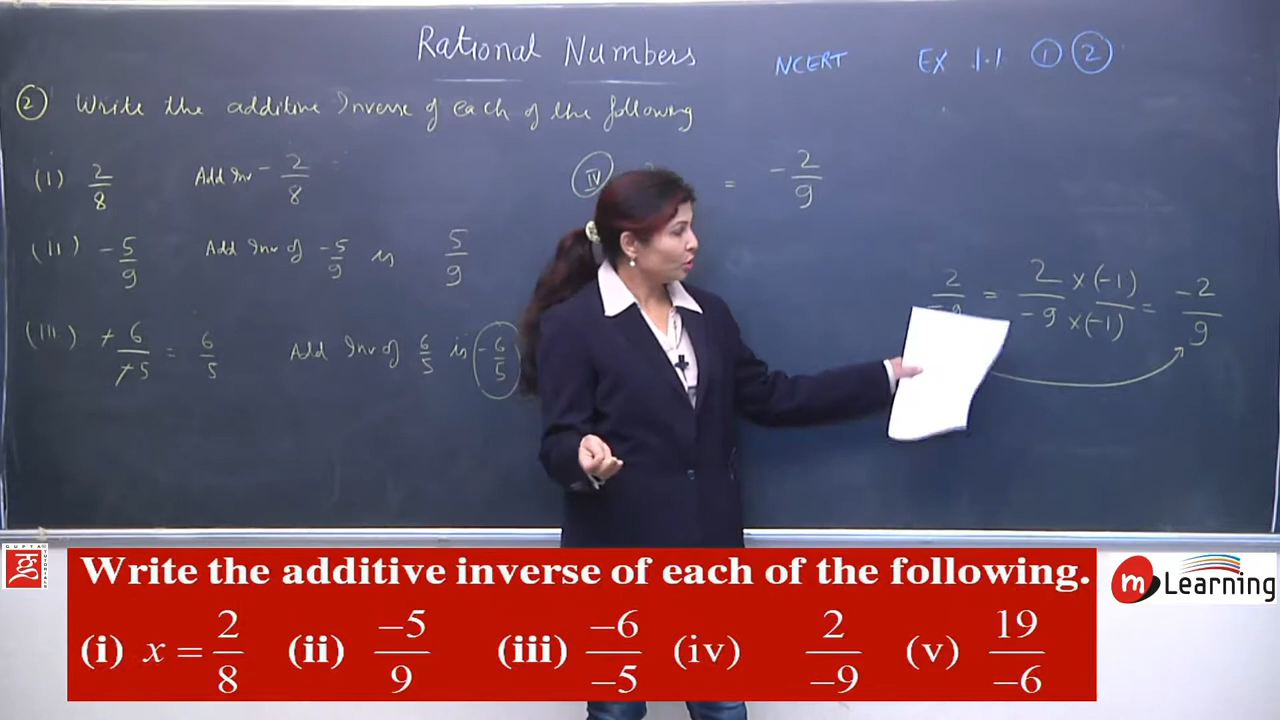 Rational Numbers NCERT EX 1.1 ① ②
② Write the additive Inverse of each of the following
(i) 2/8 Add Inv - 2/8
(ii) -5/9 Add Inv of -5/9 is 5/9
(iii) -6/-5 = 6/5 Add Inv of 6/5 is -6/5
IV 2 = -2/9
2/-9 = 2×(-1)/-9×(-1) = -2/9
GUPTA TUTORIALS
ग
Write the additive inverse of each of the following.
(i) x = 2/8 (ii) -5/9 (iii) -6/-5 (iv) 2/-9 (v) 19/-6
m Learning